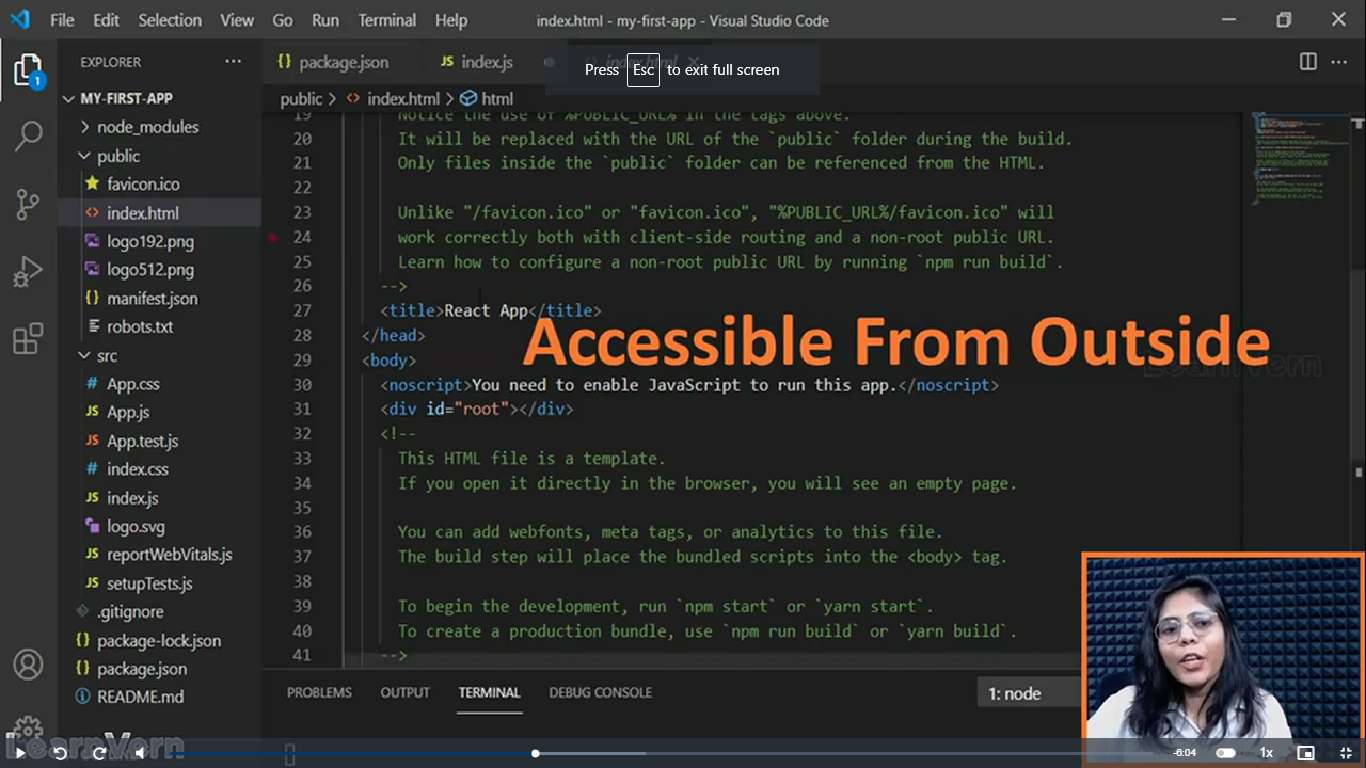 File Edit Selection View Go Run Terminal Help index.html - my-first-app - Visual Studio Code
EXPLORER
package.json
index.js
index.html
Press Esc to exit full screen
1
MY-FIRST-APP
node_modules
public
favicon.ico
index.html
logo192.png
logo512.png
manifest.json
robots.txt
src
App.css
App.js
App.test.js
index.css
index.js
logo.svg
reportWebVitals.js
setupTests.js
.gitignore
package-lock.json
package.json
README.md
public > index.html > html
19 Notice the use of %PUBLIC_URL% in the tags above.
20 It will be replaced with the URL of the `public` folder during the build.
21 Only files inside the `public` folder can be referenced from the HTML.
22
23 Unlike "/favicon.ico" or "favicon.ico", "%PUBLIC_URL%/favicon.ico" will
24 work correctly both with client-side routing and a non-root public URL.
25 Learn how to configure a non-root public URL by running `npm run build`.
26 -->
27 <title>React App</title>
28 </head>
29 <body>
30 <noscript>You need to enable JavaScript to run this app.</noscript>
31 <div id="root"></div>
32 <!--
33 This HTML file is a template.
34 If you open it directly in the browser, you will see an empty page.
35
36 You can add webfonts, meta tags, or analytics to this file.
37 The build step will place the bundled scripts into the <body> tag.
38
39 To begin the development, run `npm start` or `yarn start`.
40 To create a production bundle, use `npm run build` or `yarn build`.
41 -->
Accessible From Outside
LearnVern
PROBLEMS OUTPUT TERMINAL DEBUG CONSOLE 1: node
LearnVern
-6:04 1x